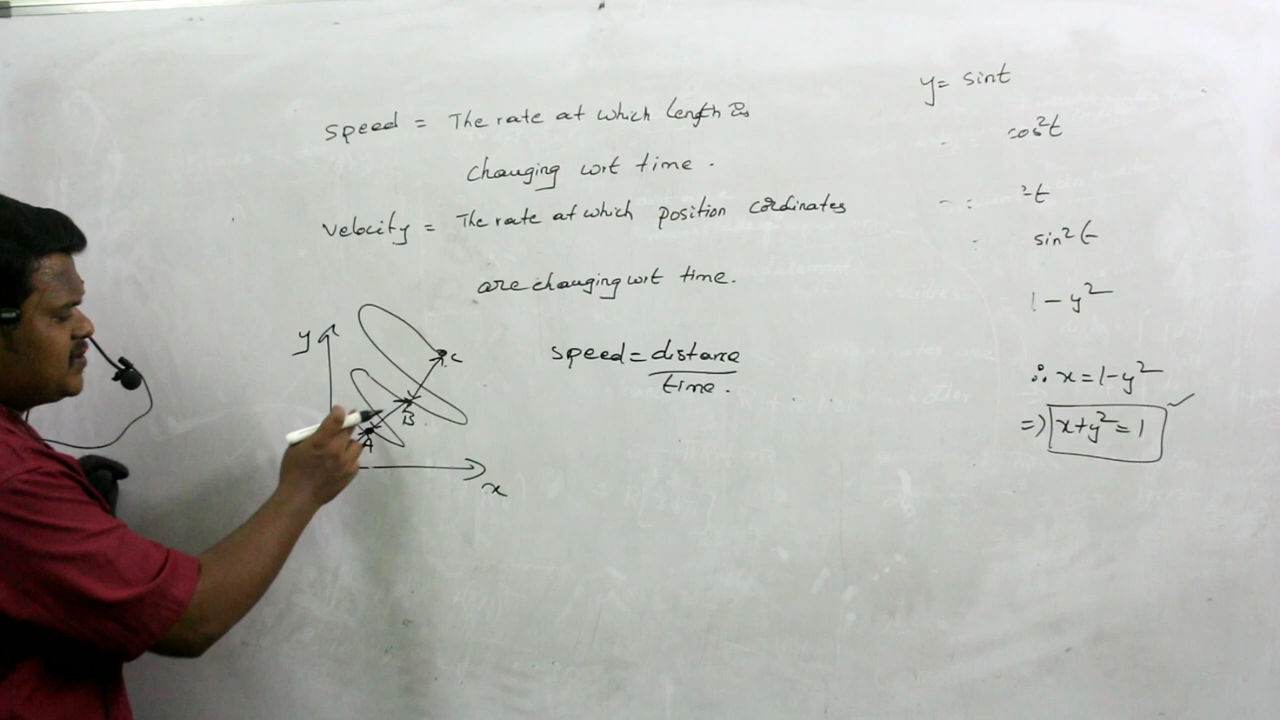 speed = The rate at which length is
changing wrt time.
velocity = The rate at which position cordinates
are changing wrt time.
y
C
B
A
x
speed = distance
time.
y = sint
cos²t
²t
sin²t
1 - y²
∴ x = 1 - y²
=) x + y² = 1